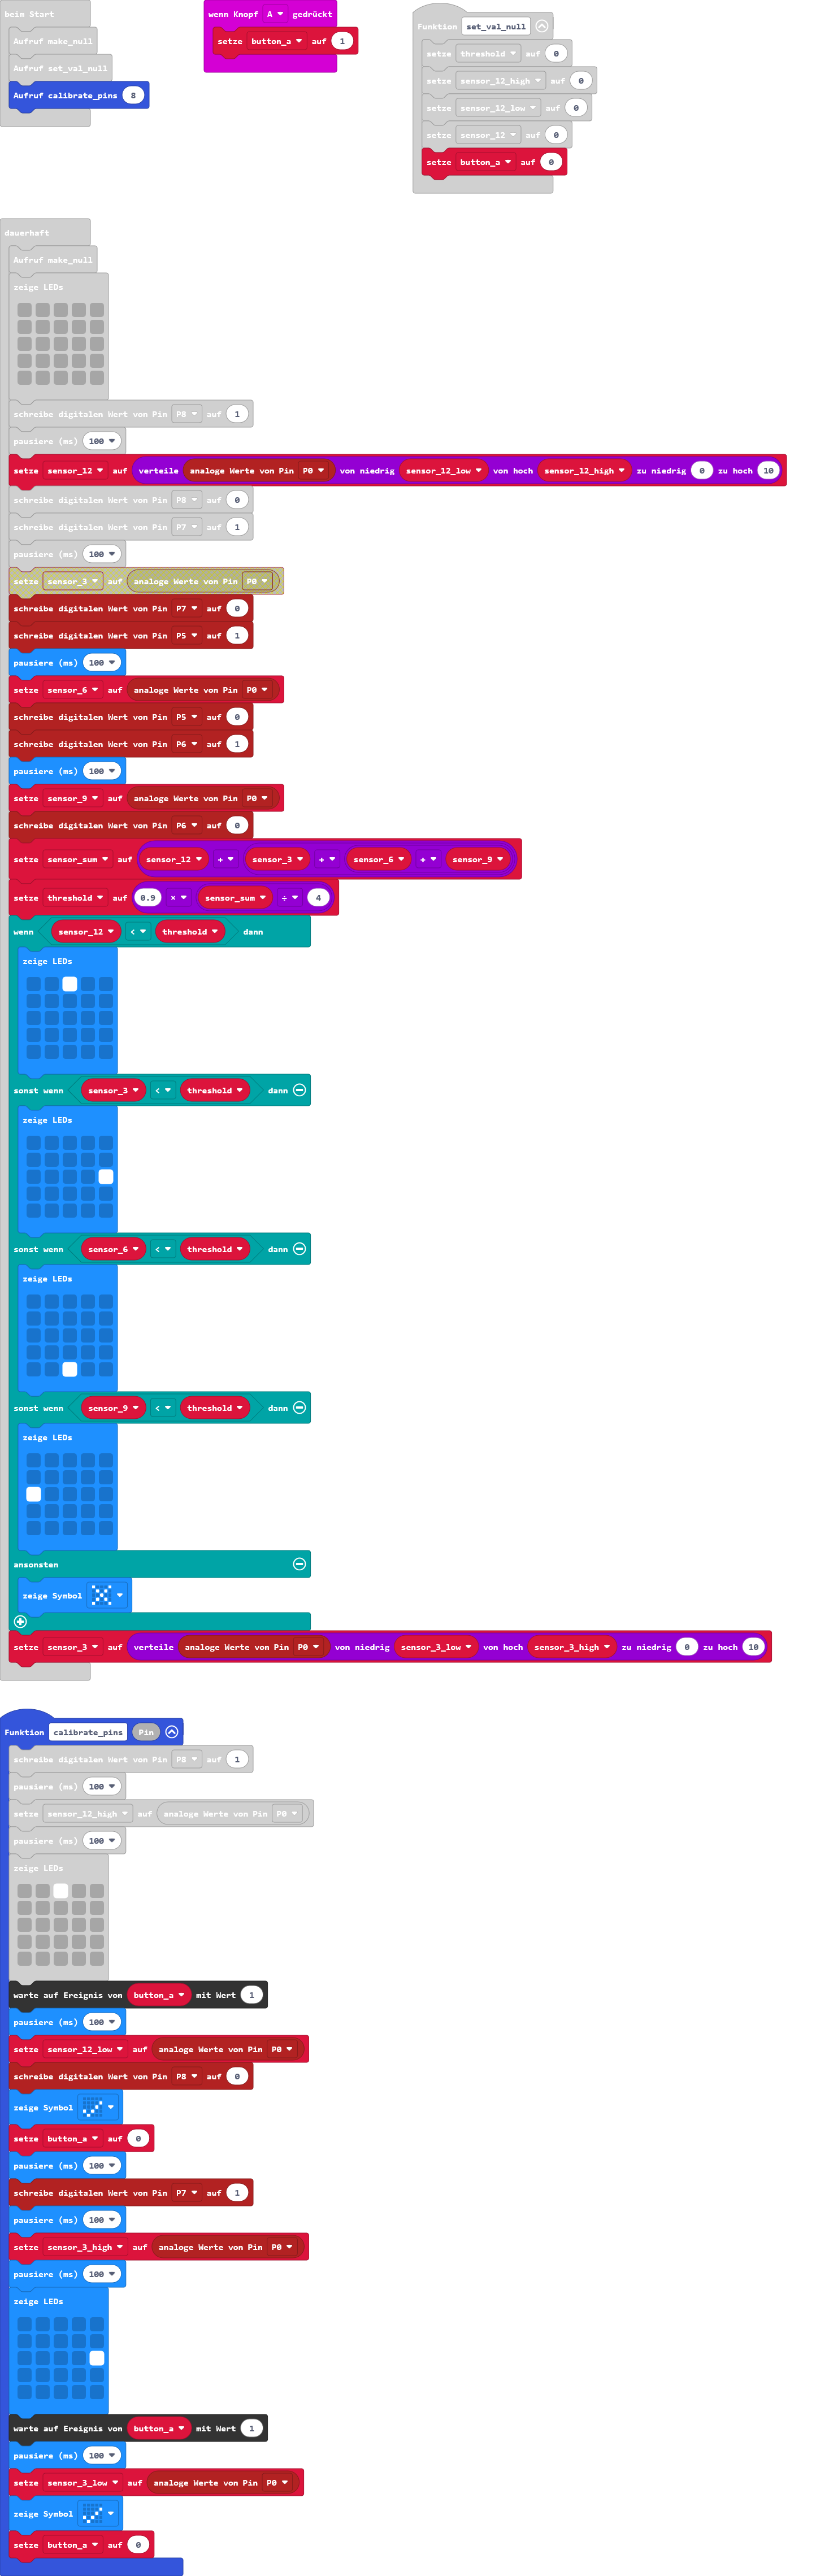 beim Start
Aufruf make_null
Aufruf set_val_null
Aufruf calibrate_pins 8
wenn Knopf A gedrückt
setze button_a auf 1
Funktion set_val_null
setze threshold auf 0
setze sensor_12_high auf 0
setze sensor_12_low auf 0
setze sensor_12 auf 0
setze button_a auf 0
dauerhaft
Aufruf make_null
zeige LEDs
schreibe digitalen Wert von Pin P8 auf 1
pausiere (ms) 100
setze sensor_12 auf verteile analoge Werte von Pin P0 von niedrig sensor_12_low von hoch sensor_12_high zu niedrig 0 zu hoch 10
schreibe digitalen Wert von Pin P8 auf 0
schreibe digitalen Wert von Pin P7 auf 1
pausiere (ms) 100
setze sensor_3 auf analoge Werte von Pin P0
schreibe digitalen Wert von Pin P7 auf 0
schreibe digitalen Wert von Pin P5 auf 1
pausiere (ms) 100
setze sensor_6 auf analoge Werte von Pin P0
schreibe digitalen Wert von Pin P5 auf 0
schreibe digitalen Wert von Pin P6 auf 1
pausiere (ms) 100
setze sensor_9 auf analoge Werte von Pin P0
schreibe digitalen Wert von Pin P6 auf 0
setze sensor_sum auf sensor_12 + sensor_3 + sensor_6 + sensor_9
setze threshold auf 0.9 × sensor_sum ÷ 4
wenn sensor_12 < threshold dann
zeige LEDs
sonst wenn sensor_3 < threshold dann
zeige LEDs
sonst wenn sensor_6 < threshold dann
zeige LEDs
sonst wenn sensor_9 < threshold dann
zeige LEDs
ansonsten
zeige Symbol
setze sensor_3 auf verteile analoge Werte von Pin P0 von niedrig sensor_3_low von hoch sensor_3_high zu niedrig 0 zu hoch 10
Funktion calibrate_pins Pin
schreibe digitalen Wert von Pin P8 auf 1
pausiere (ms) 100
setze sensor_12_high auf analoge Werte von Pin P0
pausiere (ms) 100
zeige LEDs
warte auf Ereignis von button_a mit Wert 1
pausiere (ms) 100
setze sensor_12_low auf analoge Werte von Pin P0
schreibe digitalen Wert von Pin P8 auf 0
zeige Symbol
setze button_a auf 0
pausiere (ms) 100
schreibe digitalen Wert von Pin P7 auf 1
pausiere (ms) 100
setze sensor_3_high auf analoge Werte von Pin P0
pausiere (ms) 100
zeige LEDs
warte auf Ereignis von button_a mit Wert 1
pausiere (ms) 100
setze sensor_3_low auf analoge Werte von Pin P0
zeige Symbol
setze button_a auf 0